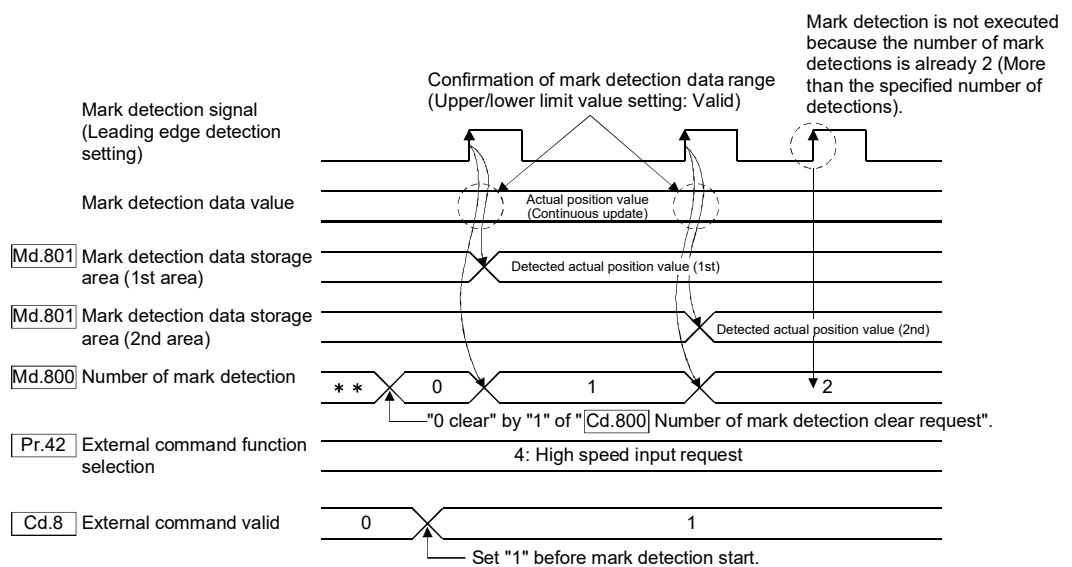 Mark detection is not executed
because the number of mark
detections is already 2 (More
than the specified number of
detections).
Confirmation of mark detection data range
(Upper/lower limit value setting: Valid)
Mark detection signal
(Leading edge detection
setting)
Mark detection data value
Actual position value
(Continuous update)
Md.801 Mark detection data storage
area (1st area)
Detected actual position value (1st)
Md.801 Mark detection data storage
area (2nd area)
Detected actual position value (2nd)
Md.800 Number of mark detection
* * 0 1 2
"0 clear" by "1" of "Cd.800 Number of mark detection clear request".
Pr.42 External command function
selection
4: High speed input request
Cd.8 External command valid
0 1
Set "1" before mark detection start.